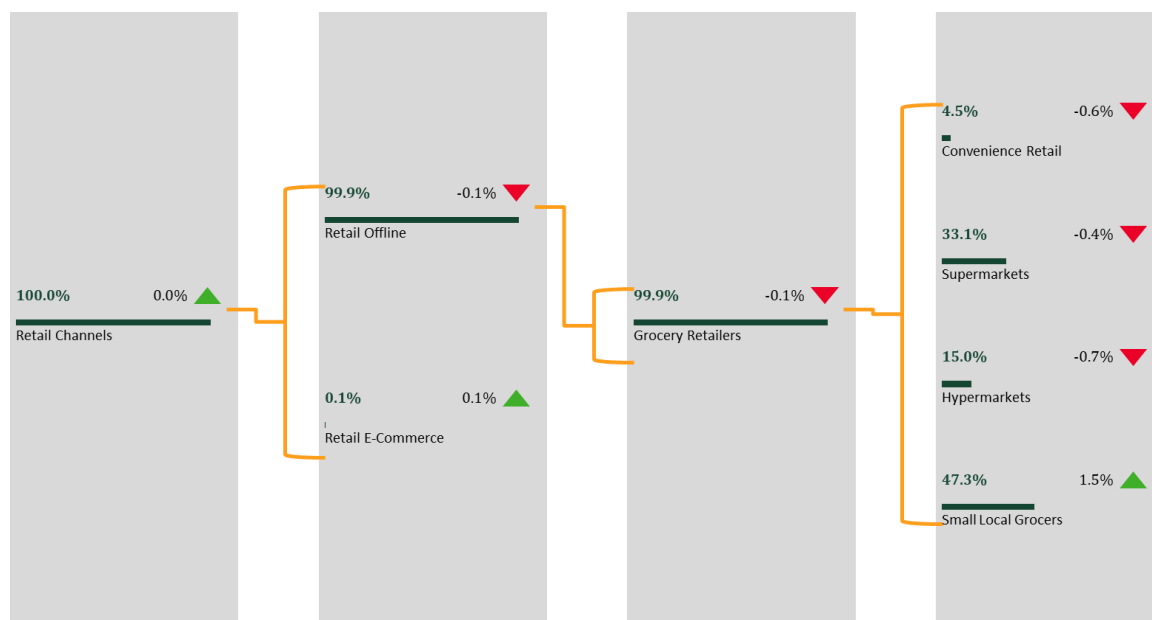 100.0% 0.0%
Retail Channels
99.9% -0.1%
Retail Offline
0.1% 0.1%
Retail E-Commerce
99.9% -0.1%
Grocery Retailers
4.5% -0.6%
Convenience Retail
33.1% -0.4%
Supermarkets
15.0% -0.7%
Hypermarkets
47.3% 1.5%
Small Local Grocers